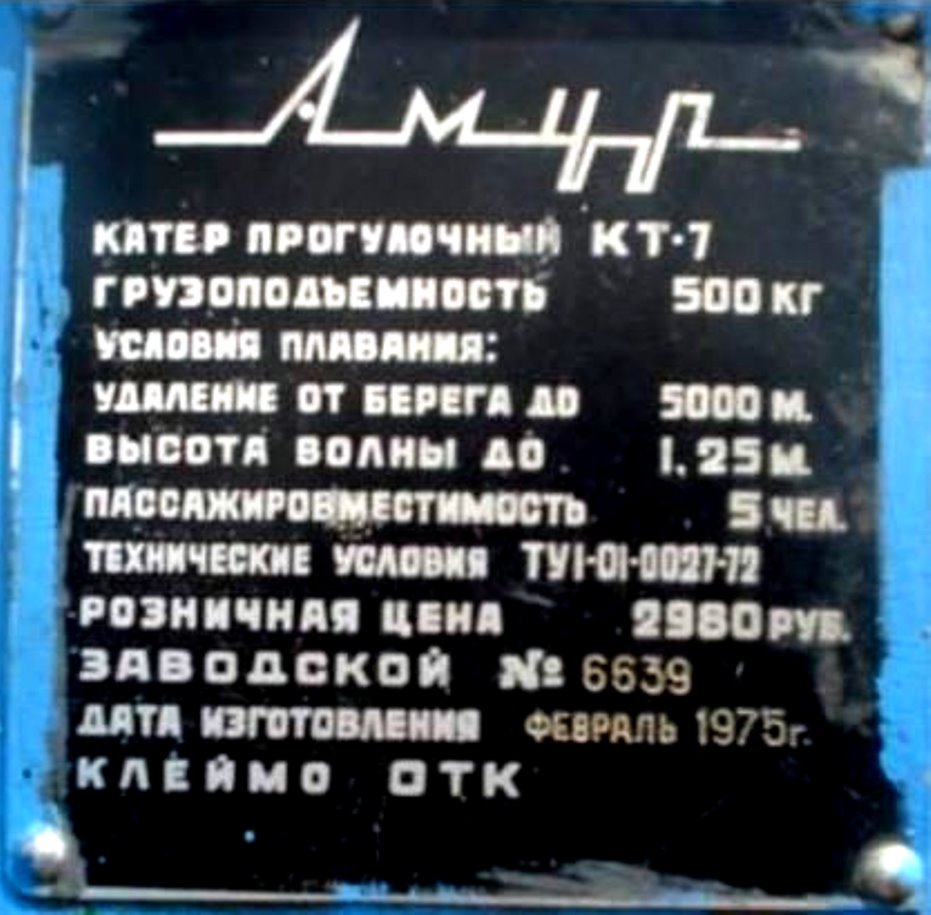 Амур
КАТЕР ПРОГУЛОЧНЫЙ КТ-7
ГРУЗОПОДЪЕМНОСТЬ 500 КГ
УСЛОВИЯ ПЛАВАНИЯ:
УДАЛЕНИЕ ОТ БЕРЕГА ДО 5000 М.
ВЫСОТА ВОЛНЫ ДО 1,25 М.
ПАССАЖИРОВМЕСТИМОСТЬ 5 ЧЕЛ.
ТЕХНИЧЕСКИЕ УСЛОВИЯ ТУ1-01-0027-72
РОЗНИЧНАЯ ЦЕНА 2980 РУБ.
ЗАВОДСКОЙ № 6639
ДАТА ИЗГОТОВЛЕНИЯ ФЕВРАЛЬ 1975г.
КЛЕЙМО ОТК